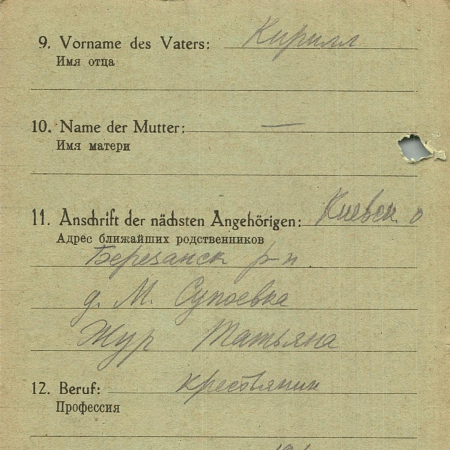 9. Vorname des Vaters: Кирилл
Имя отца
10. Name der Mutter: —
Имя матери
11. Anschrift der nächsten Angehörigen: Киевск о
Адрес ближайших родственников
Березанск р-н.
д. М. Супоевка
Жур Татьяна
12. Beruf: крестьянин
Профессия